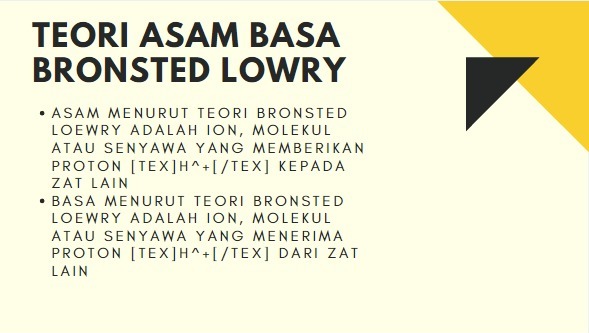 TEORI ASAM BASA
BRONSTED LOWRY
• ASAM MENURUT TEORI BRONSTED
LOEWRY ADALAH ION, MOLEKUL
ATAU SENYAWA YANG MEMBERIKAN
PROTON [TEX]H^+[/TEX] KEPADA
ZAT LAIN
• BASA MENURUT TEORI BRONSTED
LOEWRY ADALAH ION, MOLEKUL
ATAU SENYAWA YANG MENERIMA
PROTON [TEX]H^+[/TEX] DARI ZAT
LAIN